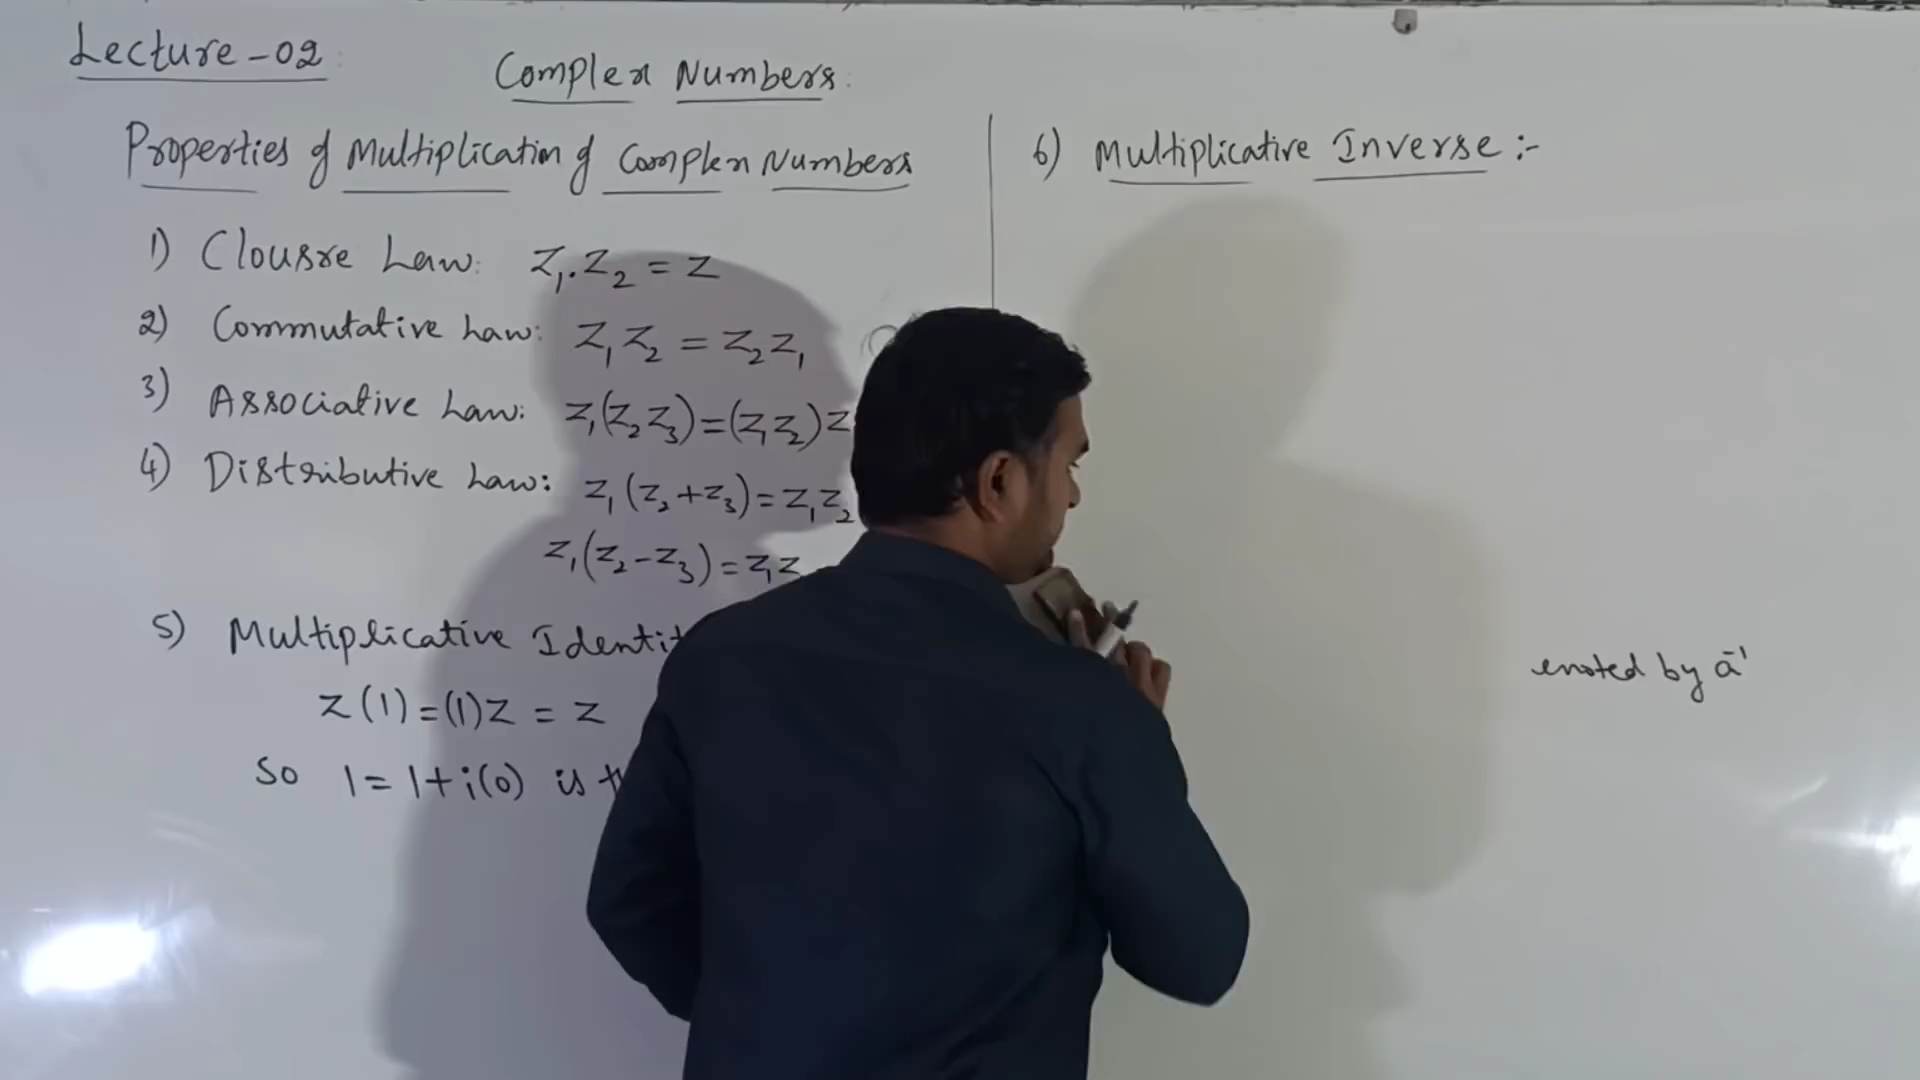 Lecture-02
Complex Numbers
Properties of Multiplication of Complex Numbers
1) Clousre Law: Z₁.Z₂ = Z
2) Commutative Law: Z₁Z₂ = Z₂Z₁
3) Associative Law: Z₁(Z₂Z₃)=(Z₁Z₂)Z
4) Distributive Law: Z₁(Z₂+Z₃)=Z₁Z₂
Z₁(Z₂-Z₃)=Z₁Z
5) Multiplicative Identit
Z(1)=(1)Z = Z
So 1=1+i(0) is
6) Multiplicative Inverse :-
enoted by a⁻¹